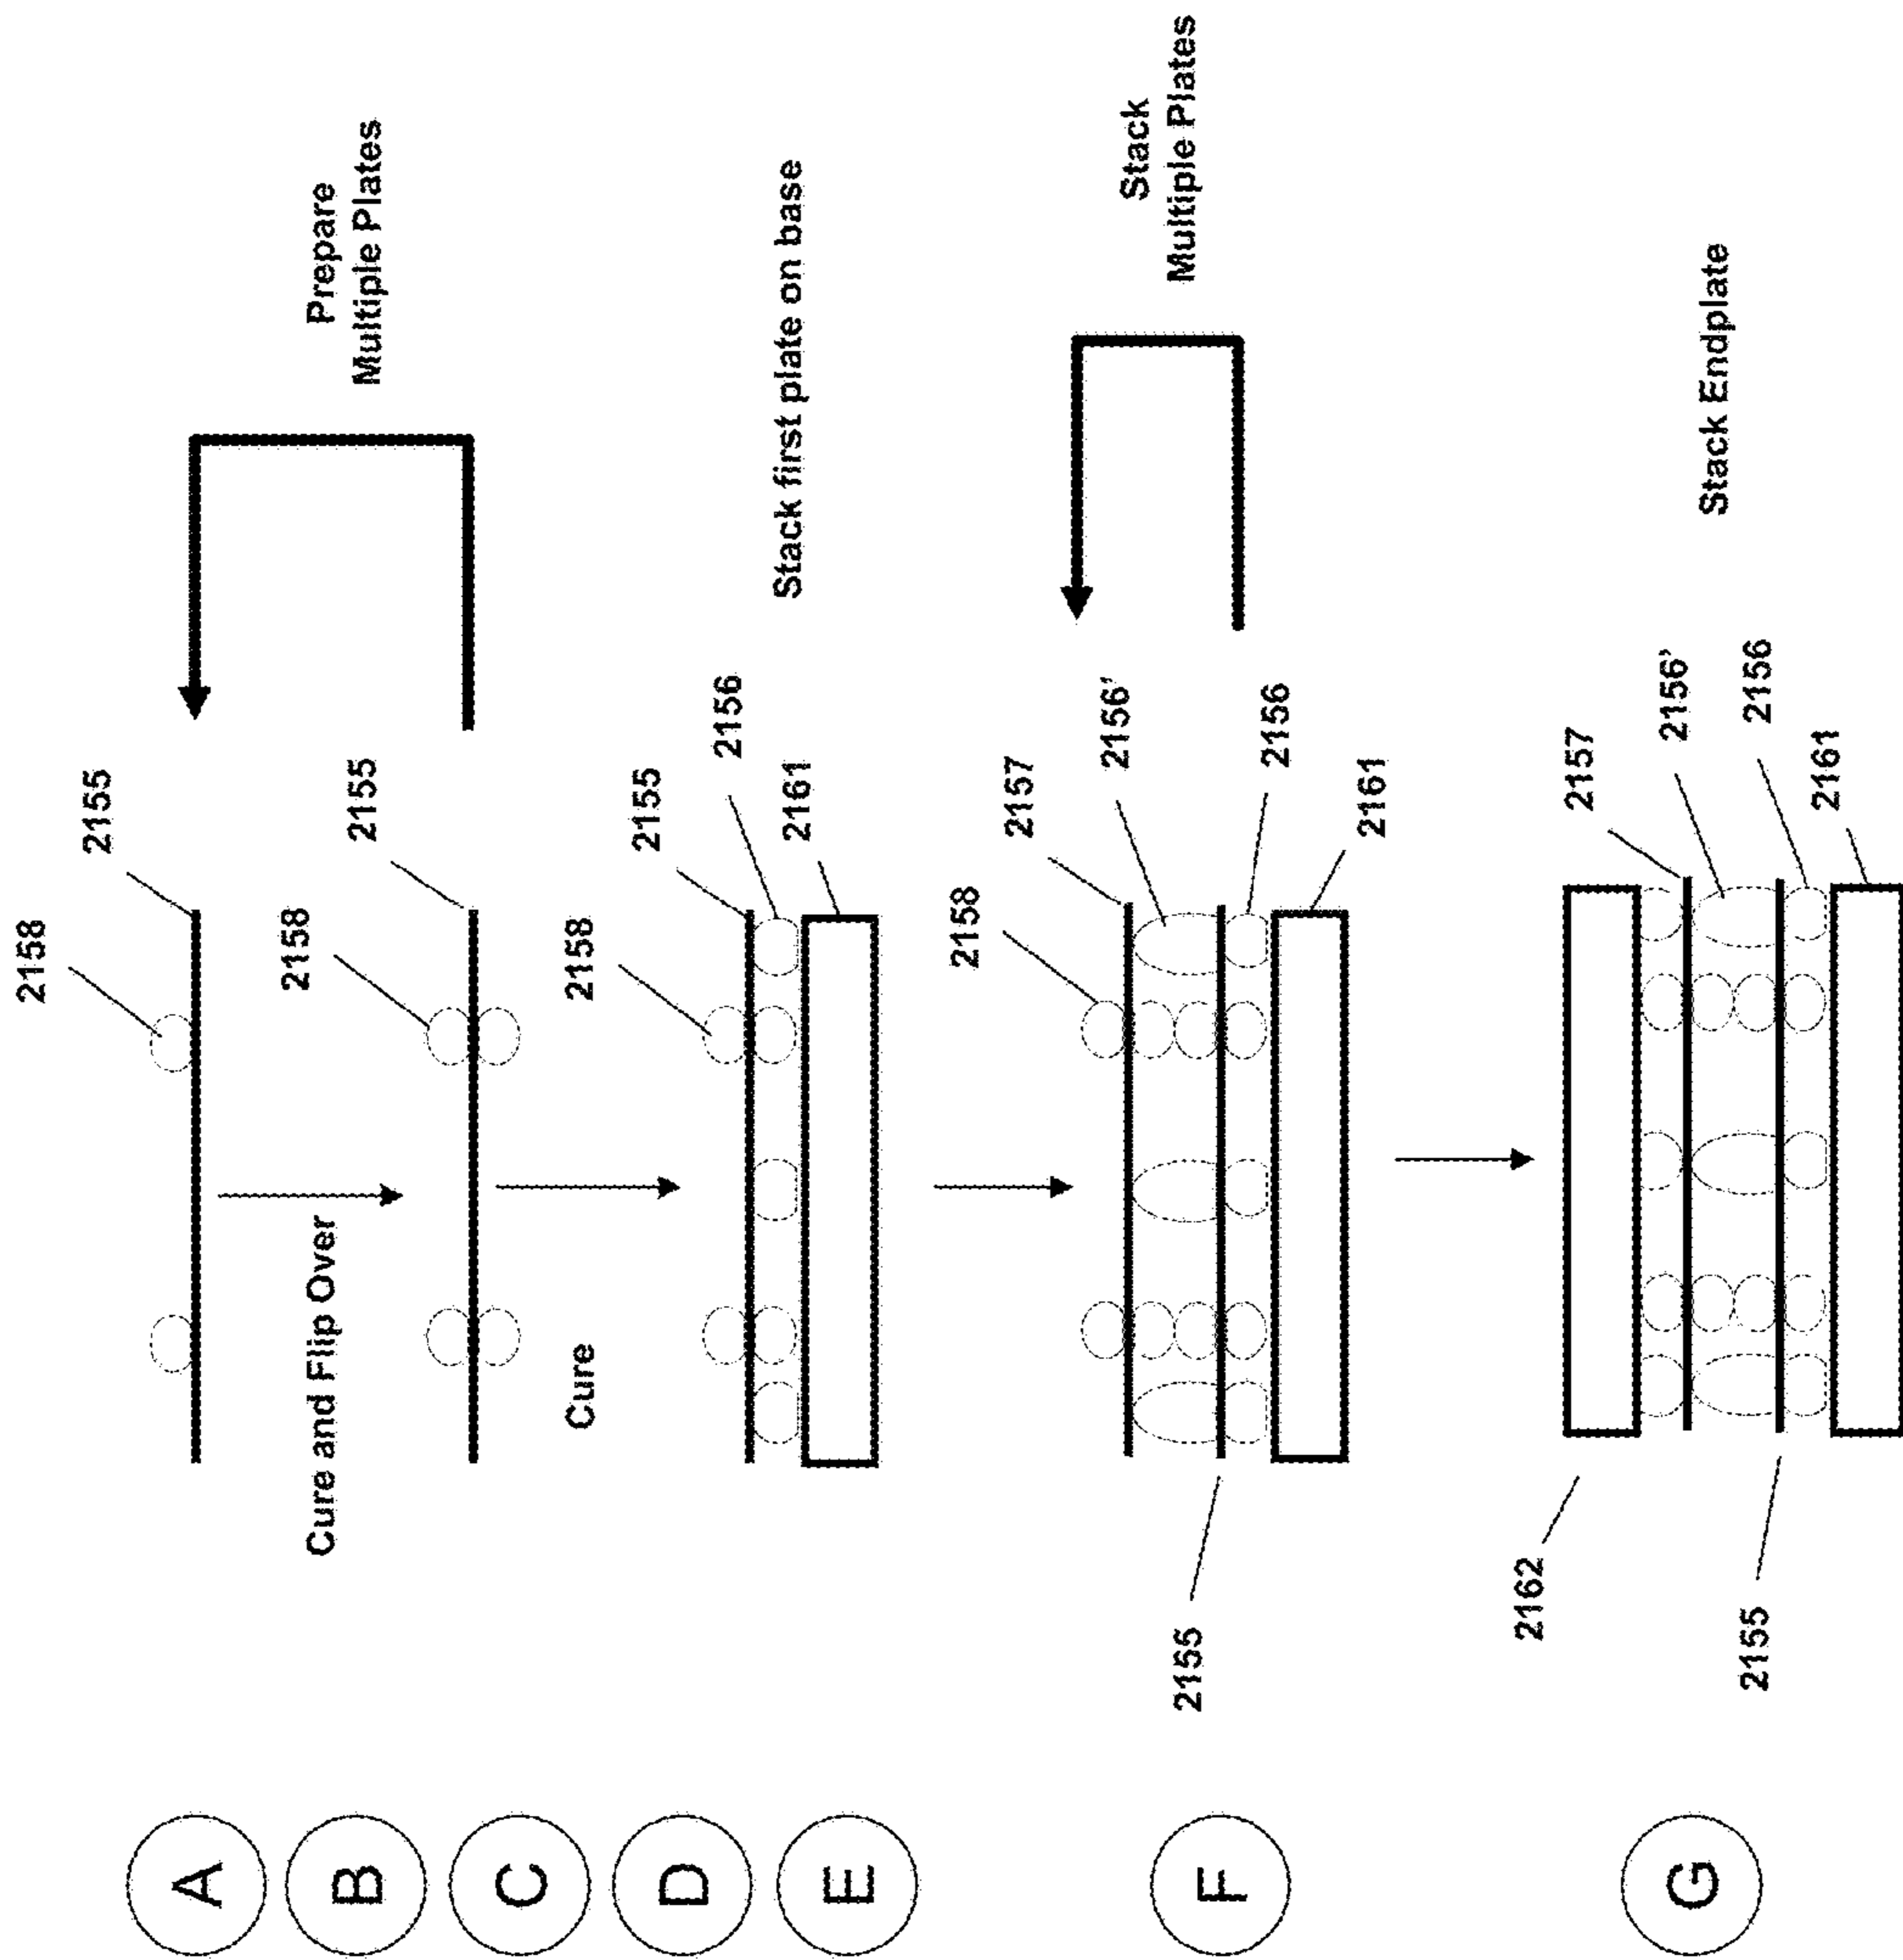 A
2158
2155
Prepare
Multiple Plates
B
Cure and Flip Over
C
2158
2155
D
Cure
E
2158
2155
2156
2161
Stack first plate on base
F
2155
2158
2157
2156'
2156
2161
Stack
Multiple Plates
G
2162
2155
2157
2156'
2156
2161
Stack Endplate